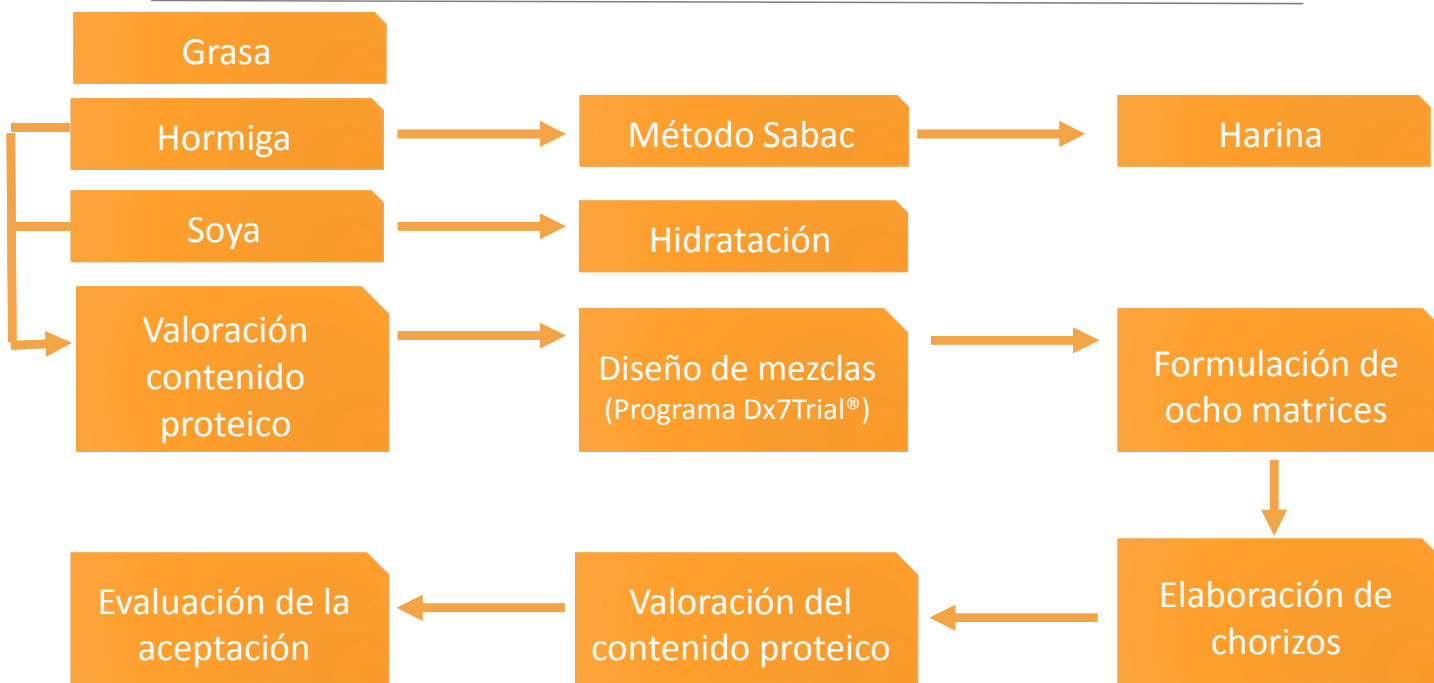 Grasa
Hormiga
Método Sabac
Harina
Soya
Hidratación
Valoración
contenido
proteico
Diseño de mezclas
(Programa Dx7Trial®)
Formulación de
ocho matrices
Elaboración de
chorizos
Valoración del
contenido proteico
Evaluación de la
aceptación